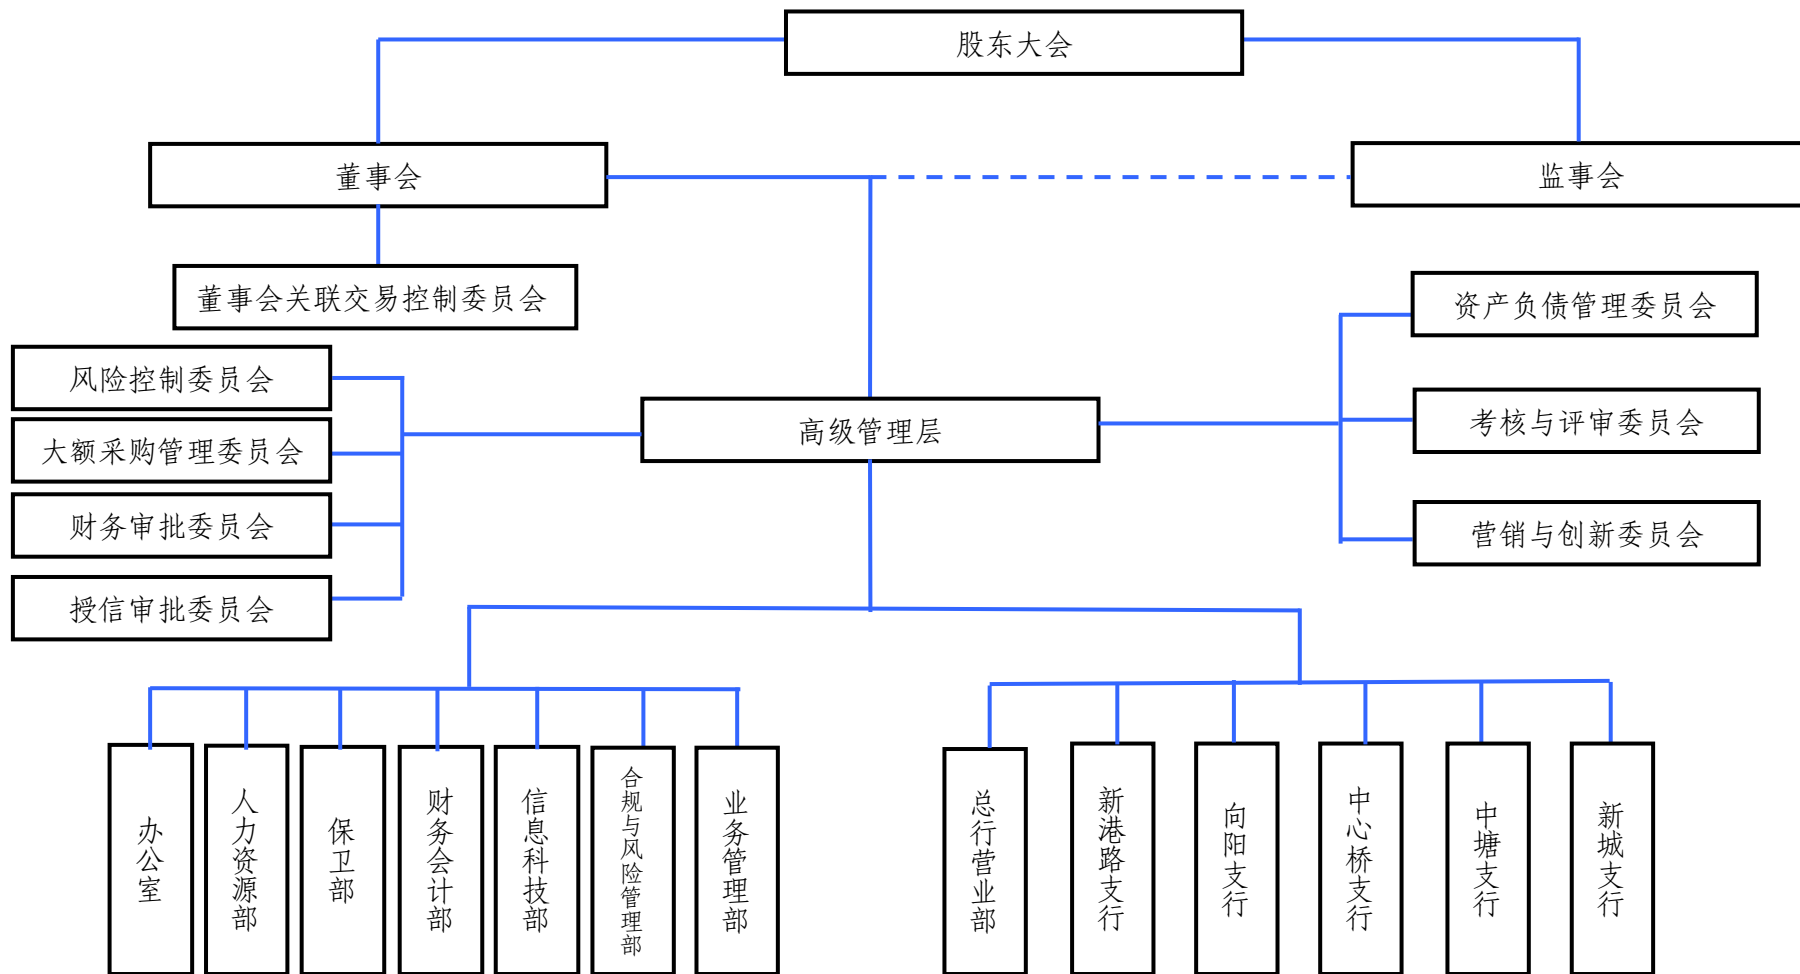 股东大会
董事会
监事会
董事会关联交易控制委员会
资产负债管理委员会
风险控制委员会
大额采购管理委员会
高级管理层
考核与评审委员会
财务审批委员会
营销与创新委员会
授信审批委员会
办公室
人力资源部
保卫部
财务会计部
信息科技部
合规与风险管理部
业务管理部
总行营业部
新港路支行
向阳支行
中心桥支行
中塘支行
新城支行